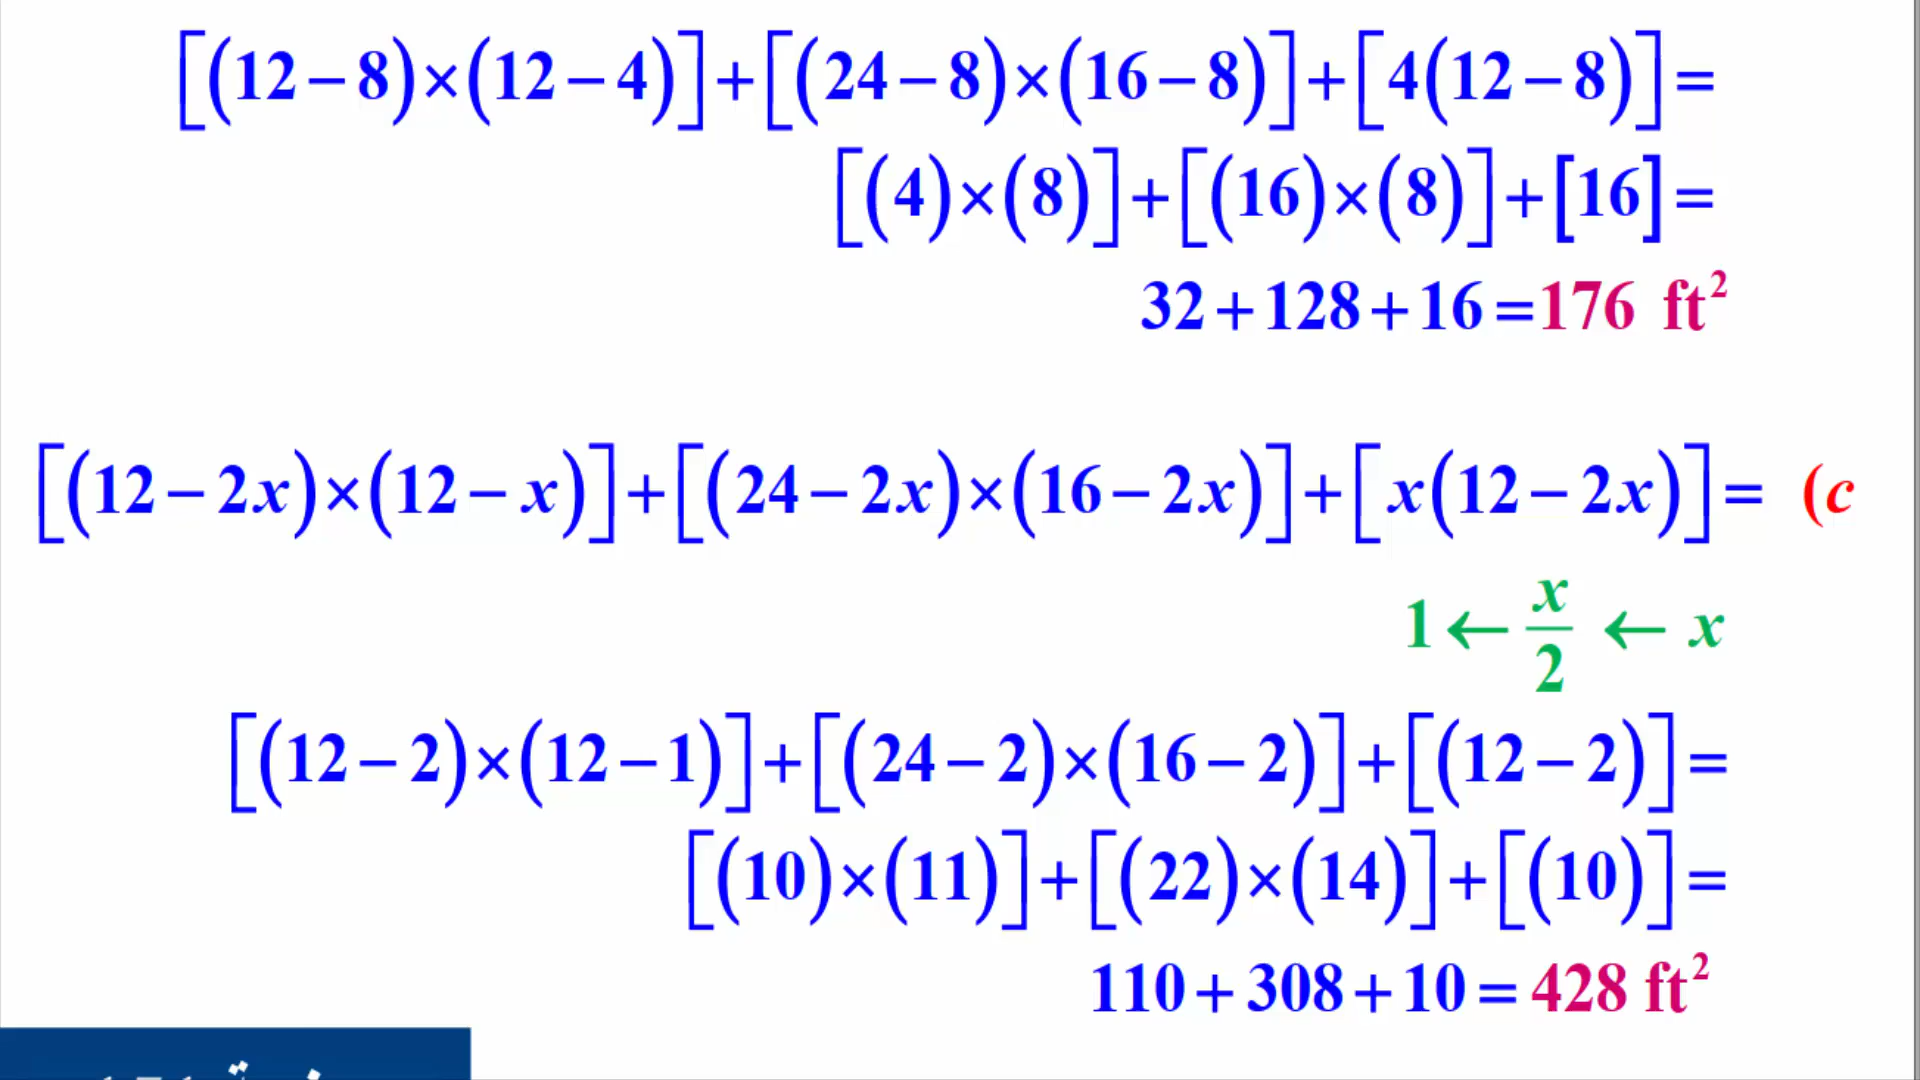 [(12 − 8) × (12 − 4)] + [(24 − 8) × (16 − 8)] + [4(12 − 8)] =
[(4) × (8)] + [(16) × (8)] + [16] =
32 + 128 + 16 = 176 ft²
[(12 − 2x) × (12 − x)] + [(24 − 2x) × (16 − 2x)] + [x(12 − 2x)] = (c
1 ← x/2 ← x
[(12 − 2) × (12 − 1)] + [(24 − 2) × (16 − 2)] + [(12 − 2)] =
[(10) × (11)] + [(22) × (14)] + [(10)] =
110 + 308 + 10 = 428 ft²